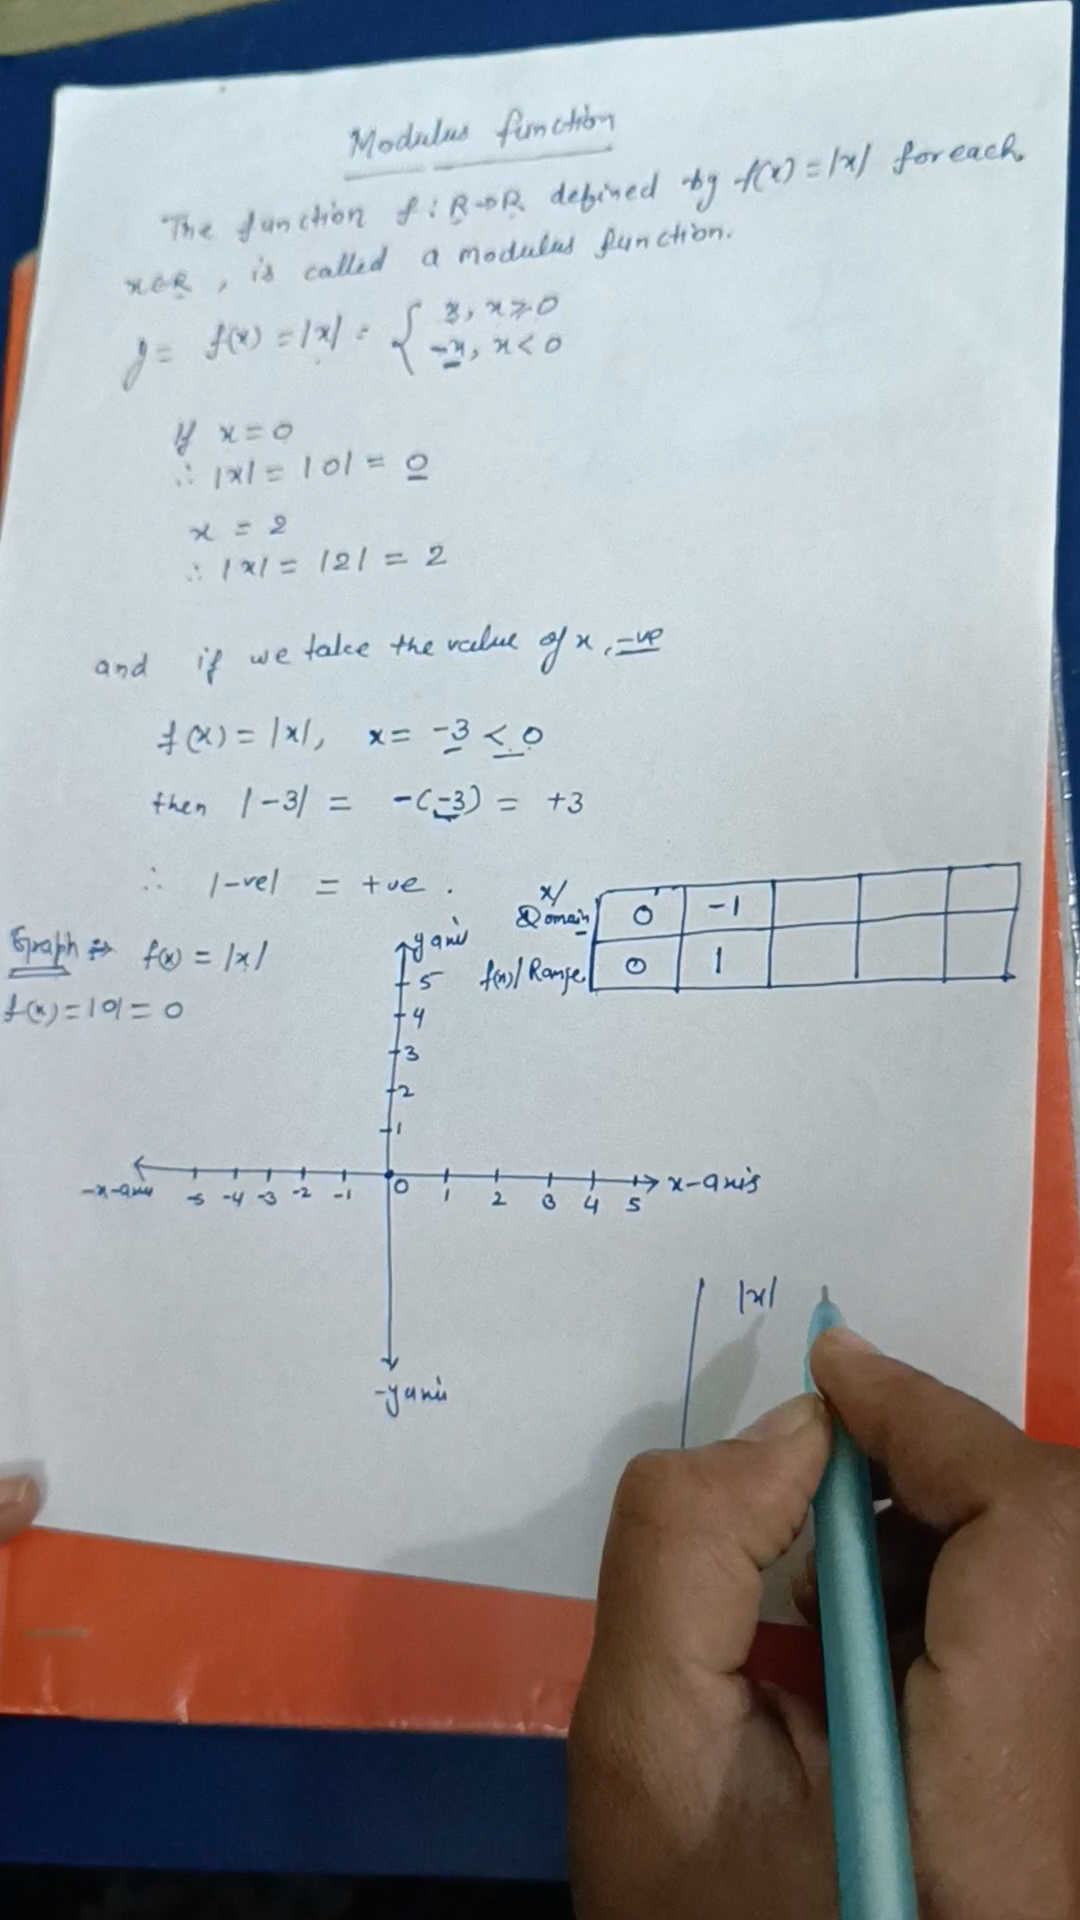 Modulus function
The function f : R→R defined by f(x) = |x| for each
x∈R, is called a modulus function.
y = f(x) = |x| = { x, x ≥ 0
-x, x < 0
If x = 0
∴ |x| = |0| = 0
x = 2
∴ |x| = |2| = 2
and if we take the value of x, -ve
f(x) = |x|, x = -3 < 0
then |-3| = -(-3) = +3
∴ |-ve| = +ve .
x/ Domain 0 -1
f(x)/Range 0 1
Graph ⇒ f(x) = |x|
f(x) = |0| = 0
y axis
5
4
3
2
1
-x-axis -5 -4 -3 -2 -1 0 1 2 3 4 5 x-axis
-y axis
|x|